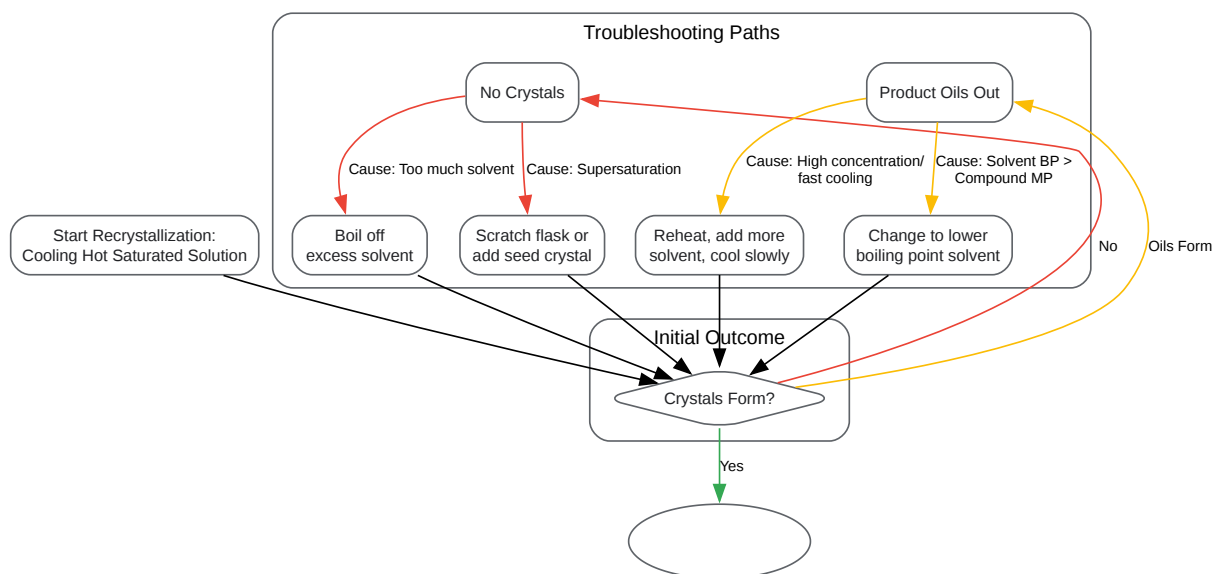 Troubleshooting Paths
No Crystals
Product Oils Out
Cause: Too much solvent
Cause: Supersaturation
Cause: High concentration/
fast cooling
Cause: Solvent BP >
Compound MP
Start Recrystallization:
Cooling Hot Saturated Solution
Boil off
excess solvent
Scratch flask or
add seed crystal
Reheat, add more
solvent, cool slowly
Change to lower
boiling point solvent
No
Oils Form
Initial Outcome
Crystals Form?
Yes